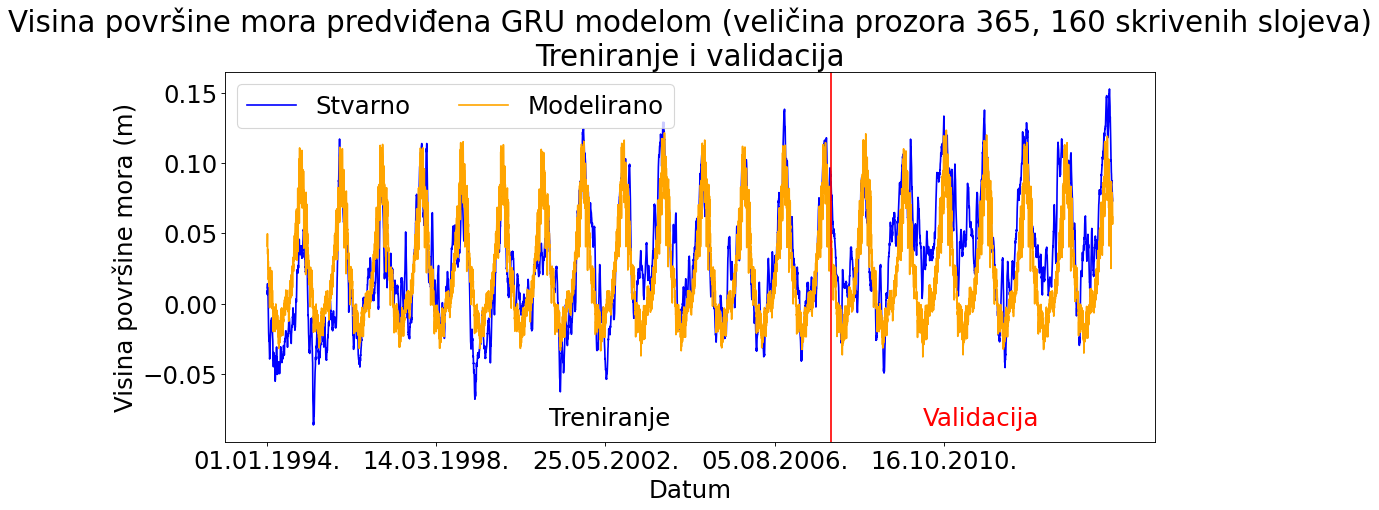 Visina površine mora predviđena GRU modelom (veličina prozora 365, 160 skrivenih slojeva)
Treniranje i validacija
Stvarno
Modelirano
Visina površine mora (m)
0.15
0.10
0.05
0.00
−0.05
Treniranje
Validacija
01.01.1994.
14.03.1998.
25.05.2002.
05.08.2006.
16.10.2010.
Datum